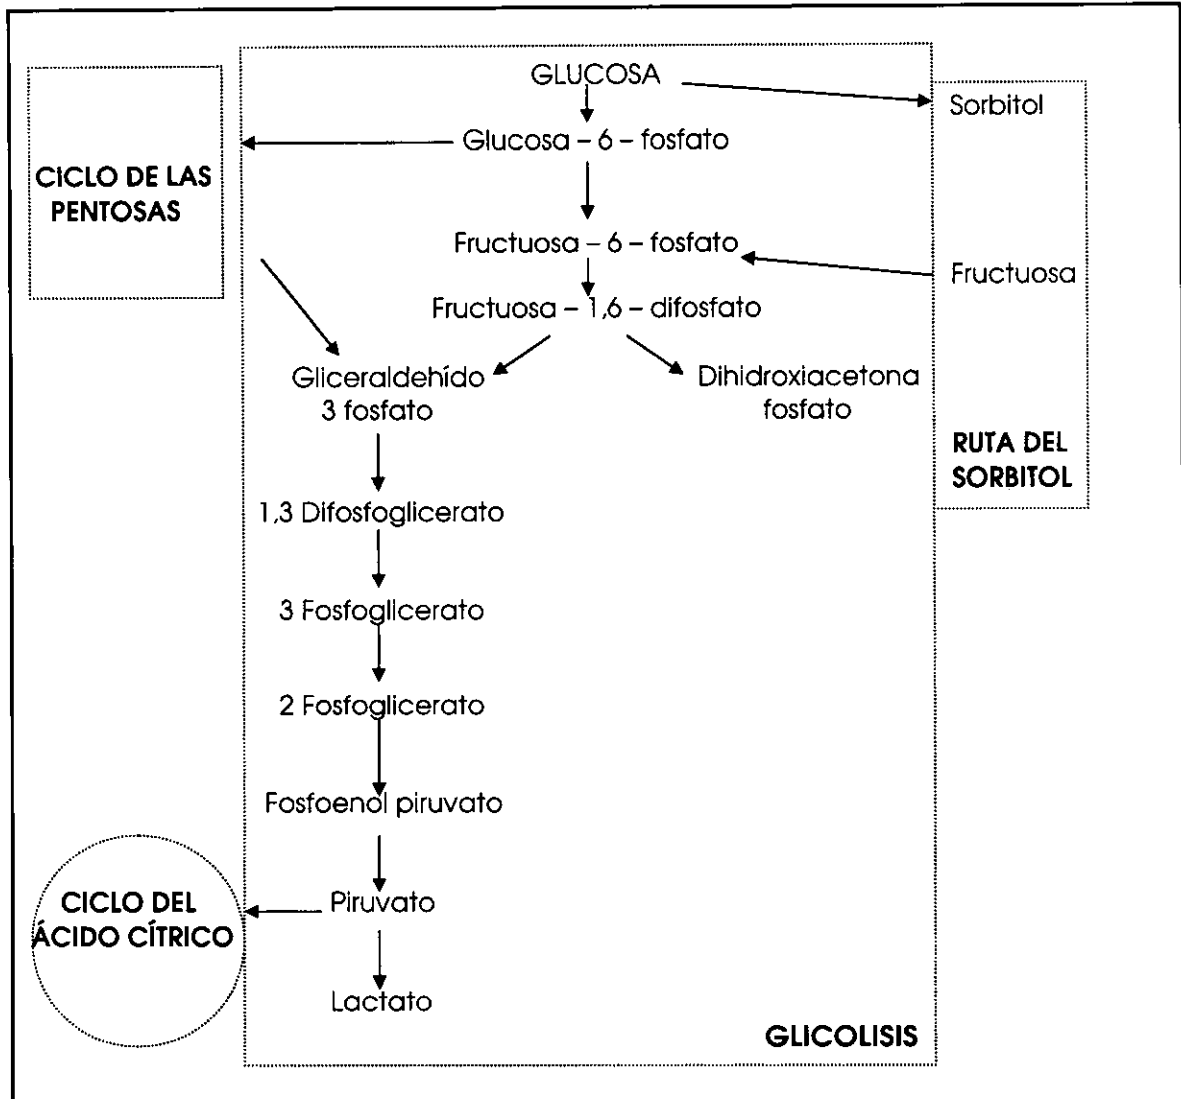 GLUCOSA
Sorbitol
Glucosa – 6 – fosfato
CICLO DE LAS
PENTOSAS
Fructuosa – 6 – fosfato
Fructuosa
Fructuosa – 1,6 – difosfato
Gliceraldehído
3 fosfato
Dihidroxiacetona
fosfato
RUTA DEL
SORBITOL
1,3 Difosfoglicerato
3 Fosfoglicerato
2 Fosfoglicerato
Fosfoenol piruvato
Piruvato
CICLO DEL
ÁCIDO CÍTRICO
Lactato
GLICOLISIS